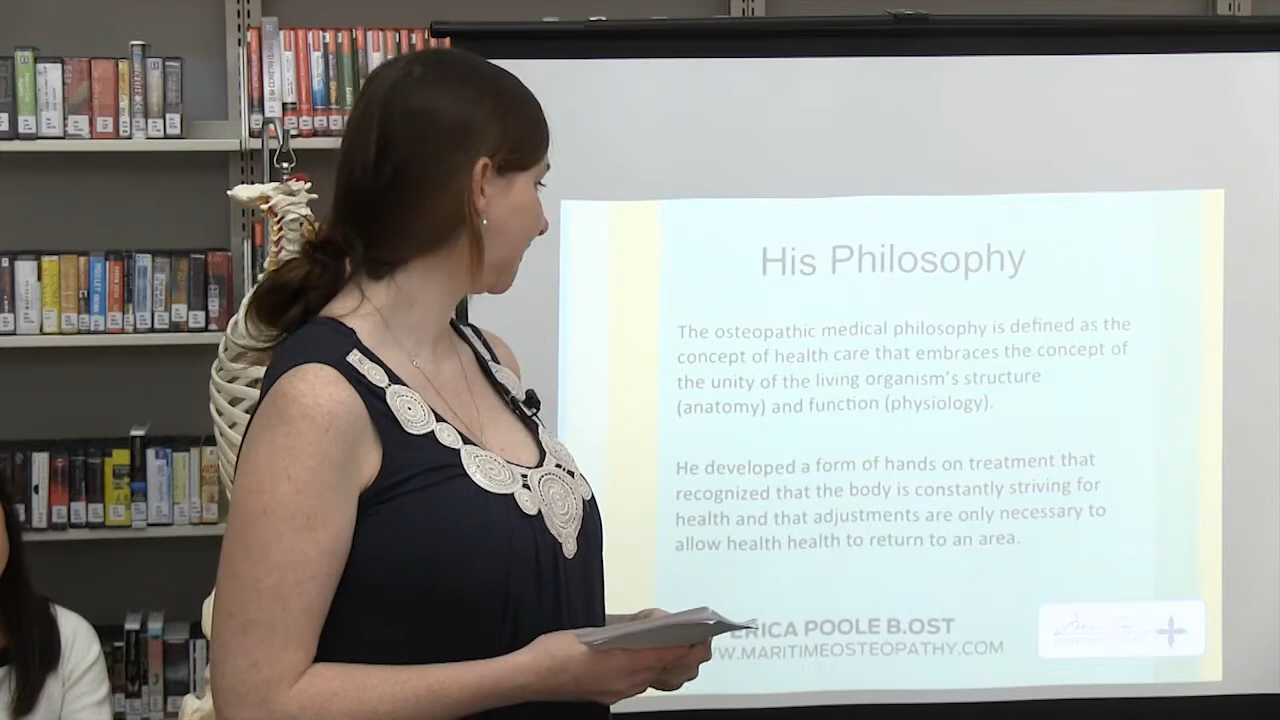 His Philosophy
The osteopathic medical philosophy is defined as the
concept of health care that embraces the concept of
the unity of the living organism's structure
(anatomy) and function (physiology).
He developed a form of hands on treatment that
recognized that the body is constantly striving for
health and that adjustments are only necessary to
allow health health to return to an area.
ERICA POOLE B.OST
W.MARITIMEOSTEOPATHY.COM